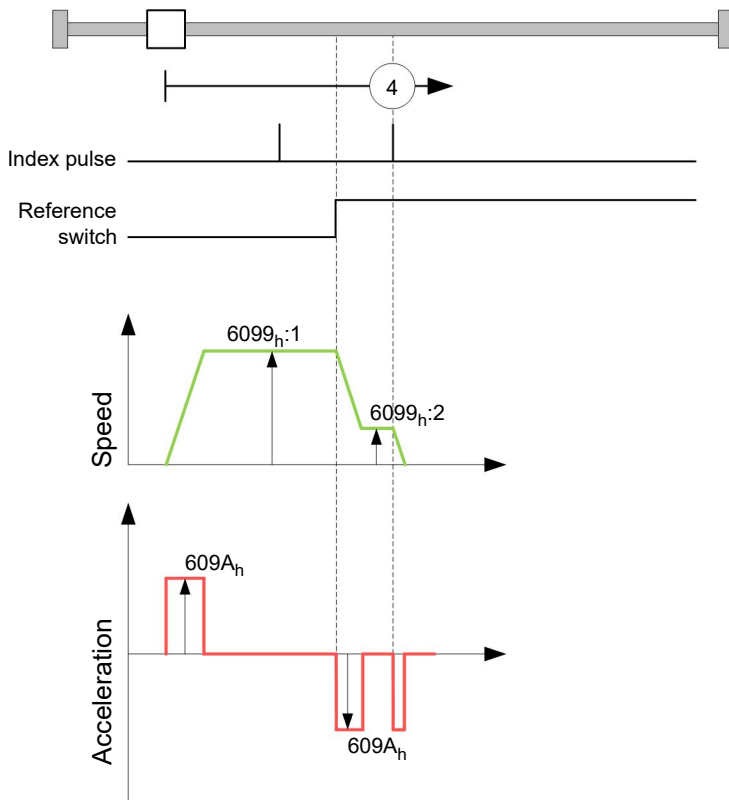 4
Index pulse
Reference
switch
6099h:1
6099h:2
Speed
609Ah
Acceleration
609Ah